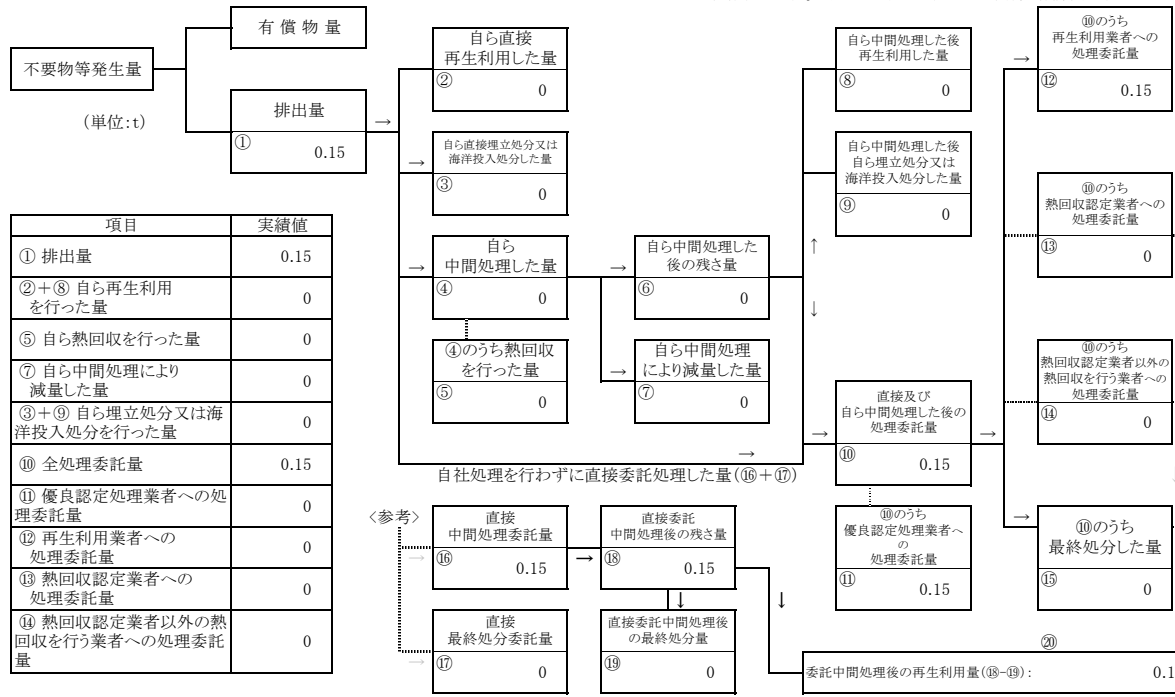 有 償 物 量
不要物等発生量
(単位:t)
排出量
①
0.15
→
自ら直接
再生利用した量
②
0
→
自ら直接埋立処分又は
海洋投入処分した量
③
0
→
自ら
中間処理した量
④
0
④のうち熱回収
を行った量
⑤
0
→
自ら中間処理した
後の残さ量
⑥
0
→
自ら中間処理
により減量した量
⑦
0
自ら中間処理した後
再生利用した量
⑧
0
自ら中間処理した後
自ら埋立処分又は
海洋投入処分した量
⑨
0
↑
↓
→
直接及び
自ら中間処理した後の
処理委託量
⑩
0.15
→
⑩のうち
優良認定処理業者へ
の
処理委託量
⑪
0.15
→
⑩のうち
再生利用業者への
処理委託量
⑫
0.15
⑩のうち
熱回収認定業者への
処理委託量
⑬
0
⑩のうち
熱回収認定業者以外の
熱回収を行う業者への
処理委託量
⑭
0
→
⑩のうち
最終処分した量
⑮
0
→
自社処理を行わずに直接委託処理した量(⑯+⑰)
〈参考〉
→
直接
中間処理委託量
⑯
0.15
→
直接委託
中間処理後の残さ量
⑱
0.15
→
直接
最終処分委託量
⑰
0
↓
直接委託中間処理後
の最終処分量
⑲
0
↓
⑳
委託中間処理後の再生利用量(⑱-⑲):
項目 実績値
① 排出量 0.15
②+⑧ 自ら再生利用
を行った量 0
⑤ 自ら熱回収を行った量 0
⑦ 自ら中間処理により
減量した量 0
③+⑨ 自ら埋立処分又は海
洋投入処分を行った量 0
⑩ 全処理委託量 0.15
⑪ 優良認定処理業者への処
理委託量 0
⑫ 再生利用業者への
処理委託量 0
⑬ 熱回収認定業者への
処理委託量 0
⑭ 熱回収認定業者以外の熱
回収を行う業者への処理委託
量 0